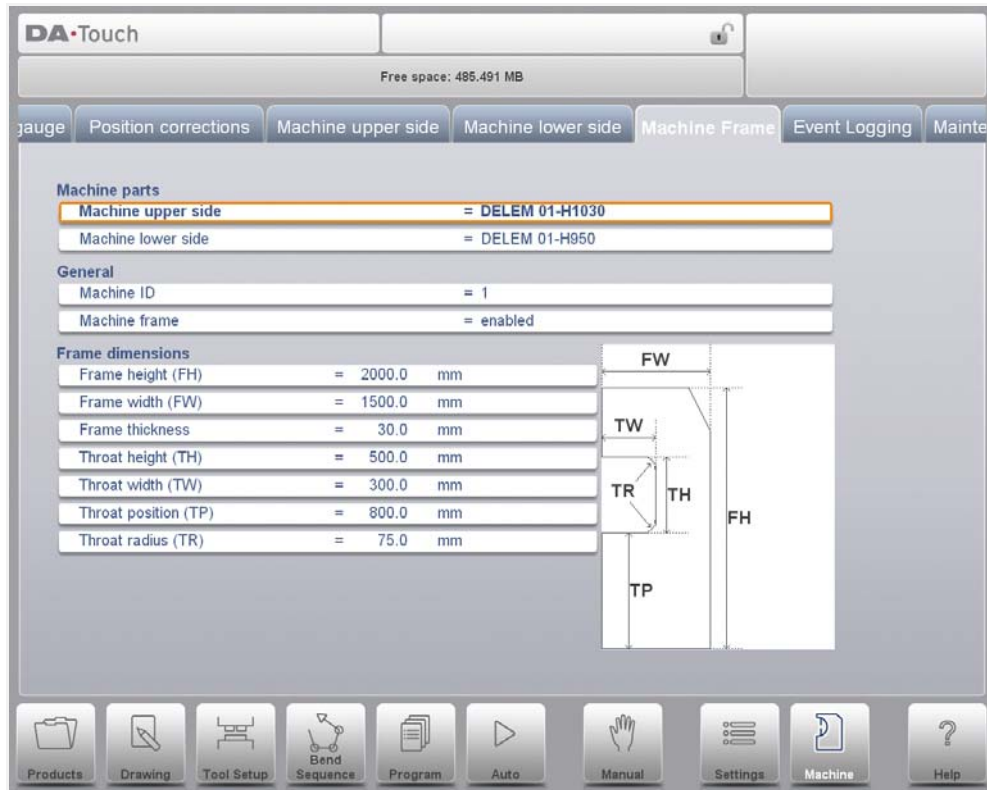 DA·Touch
Free space: 485.491 MB
gauge Position corrections Machine upper side Machine lower side Machine Frame Event Logging Mainte
Machine parts
Machine upper side = DELEM 01-H1030
Machine lower side = DELEM 01-H950
General
Machine ID = 1
Machine frame = enabled
Frame dimensions
Frame height (FH) = 2000.0 mm
Frame width (FW) = 1500.0 mm
Frame thickness = 30.0 mm
Throat height (TH) = 500.0 mm
Throat width (TW) = 300.0 mm
Throat position (TP) = 800.0 mm
Throat radius (TR) = 75.0 mm
FW
TW
TR TH
FH
TP
Products Drawing Tool Setup Bend Sequence Program Auto Manual Settings Machine Help